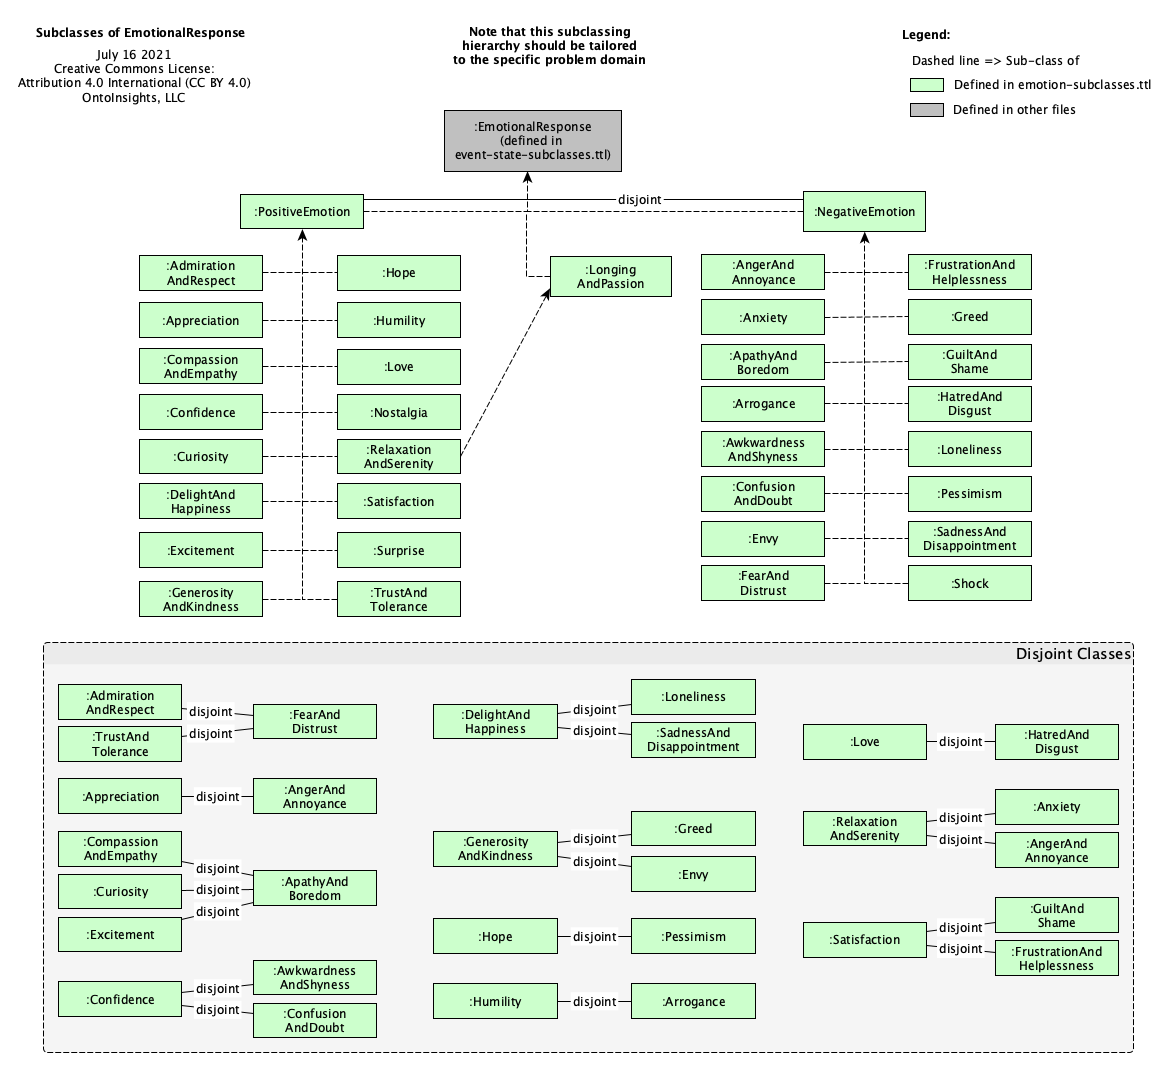 Subclasses of EmotionalResponse
July 16 2021
Creative Commons License:
Attribution 4.0 International (CC BY 4.0)
OntoInsights, LLC
Note that this subclassing
hierarchy should be tailored
to the specific problem domain
Legend:
Dashed line => Sub-class of
Defined in emotion-subclasses.ttl
Defined in other files
:EmotionalResponse
(defined in
event-state-subclasses.ttl)
:PositiveEmotion
disjoint
:NegativeEmotion
:Admiration
AndRespect
:Hope
:Appreciation
:Humility
:Compassion
AndEmpathy
:Love
:Confidence
:Nostalgia
:Curiosity
:Relaxation
AndSerenity
:DelightAnd
Happiness
:Satisfaction
:Excitement
:Surprise
:Generosity
AndKindness
:TrustAnd
Tolerance
:Longing
AndPassion
:AngerAnd
Annoyance
:FrustrationAnd
Helplessness
:Anxiety
:Greed
:ApathyAnd
Boredom
:GuiltAnd
Shame
:Arrogance
:HatredAnd
Disgust
:Awkwardness
AndShyness
:Loneliness
:Confusion
AndDoubt
:Pessimism
:Envy
:SadnessAnd
Disappointment
:FearAnd
Distrust
:Shock
Disjoint Classes
:Admiration
AndRespect
disjoint
:FearAnd
Distrust
:TrustAnd
Tolerance
disjoint
:Appreciation
disjoint
:AngerAnd
Annoyance
:Compassion
AndEmpathy
disjoint
:Curiosity
disjoint
:ApathyAnd
Boredom
:Excitement
disjoint
:Confidence
disjoint
:Awkwardness
AndShyness
disjoint
:Confusion
AndDoubt
:DelightAnd
Happiness
disjoint
:Loneliness
disjoint
:SadnessAnd
Disappointment
:Generosity
AndKindness
disjoint
:Greed
disjoint
:Envy
:Hope
disjoint
:Pessimism
:Humility
disjoint
:Arrogance
:Love
disjoint
:HatredAnd
Disgust
:Relaxation
AndSerenity
disjoint
:Anxiety
disjoint
:AngerAnd
Annoyance
:Satisfaction
disjoint
:GuiltAnd
Shame
disjoint
:FrustrationAnd
Helplessness